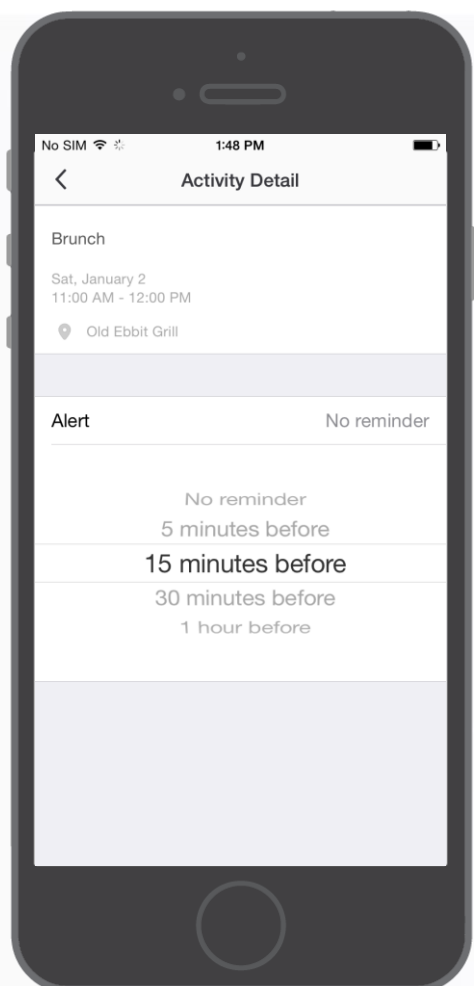 No SIM 1:48 PM
Activity Detail
Brunch
Sat, January 2
11:00 AM - 12:00 PM
Old Ebbit Grill
Alert No reminder
No reminder
5 minutes before
15 minutes before
30 minutes before
1 hour before